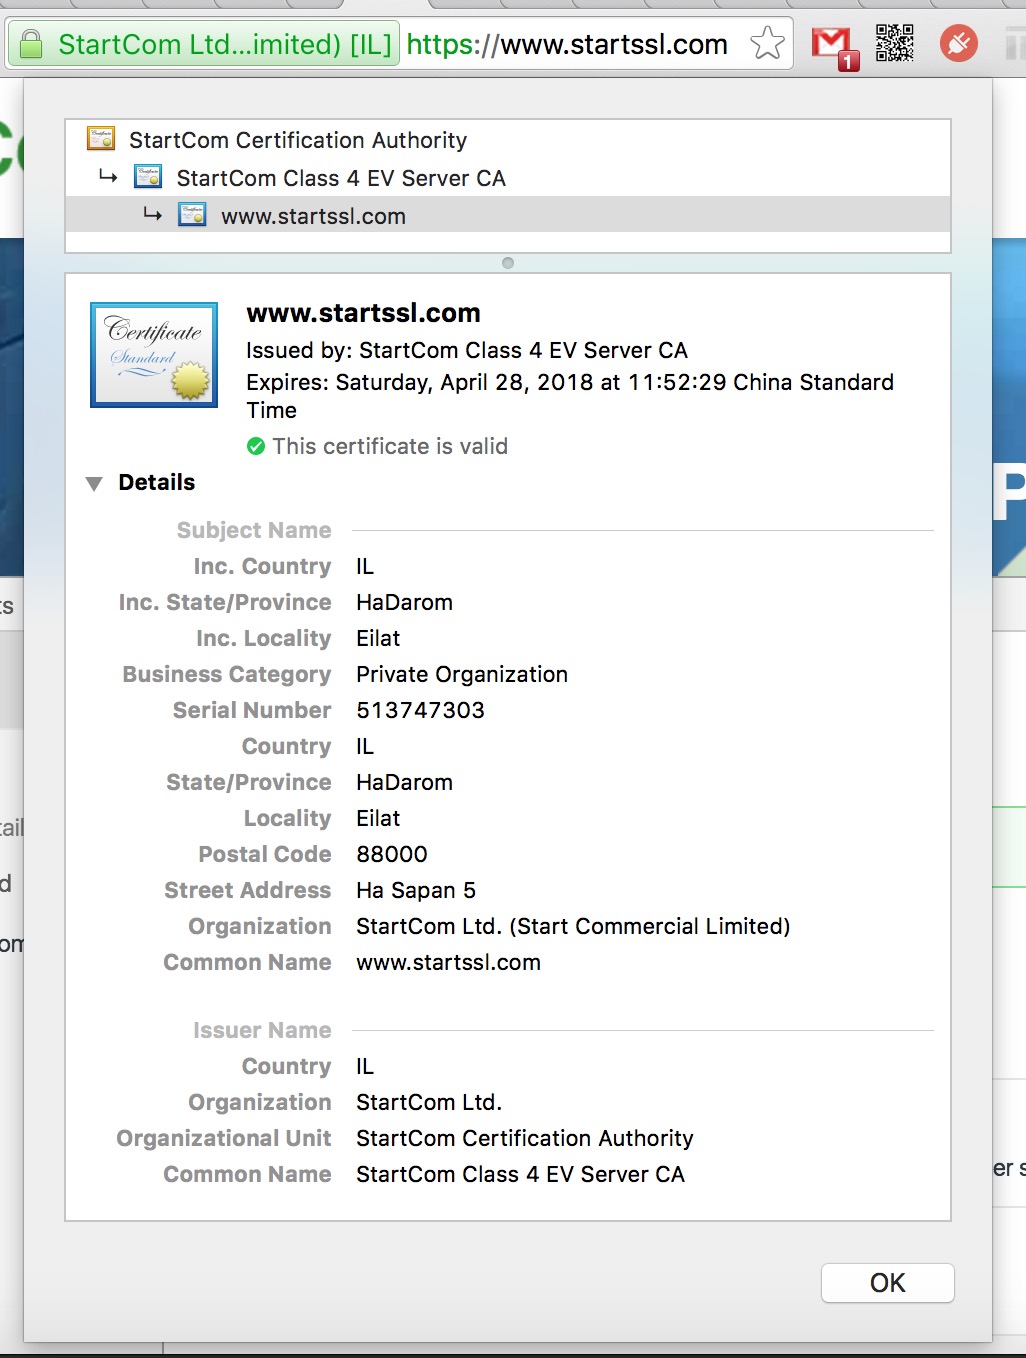 StartCom Ltd...imited) [IL] https://www.startssl.com
1
StartCom Certification Authority
StartCom Class 4 EV Server CA
www.startssl.com
Certificate
Standard
www.startssl.com
Issued by: StartCom Class 4 EV Server CA
Expires: Saturday, April 28, 2018 at 11:52:29 China Standard
Time
This certificate is valid
Details
Subject Name
Inc. Country IL
Inc. State/Province HaDarom
Inc. Locality Eilat
Business Category Private Organization
Serial Number 513747303
Country IL
State/Province HaDarom
Locality Eilat
Postal Code 88000
Street Address Ha Sapan 5
Organization StartCom Ltd. (Start Commercial Limited)
Common Name www.startssl.com
Issuer Name
Country IL
Organization StartCom Ltd.
Organizational Unit StartCom Certification Authority
Common Name StartCom Class 4 EV Server CA
OK